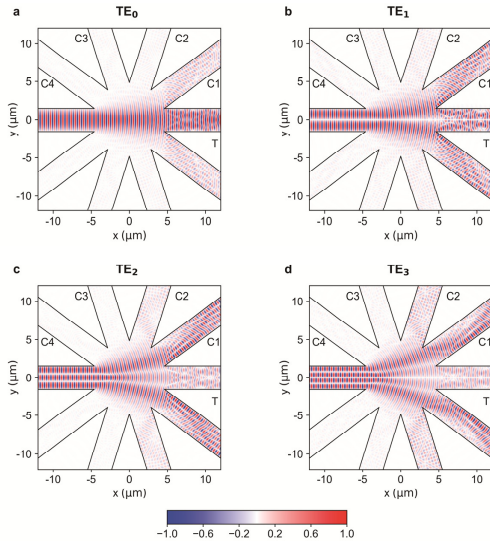 a TE0 b TE1
C3 C2 C3 C2
10 10
C4 C1 C4 C1
5 5
y (μm) 0 y (μm) 0
T T
-5 -5
-10 -10
-10 -5 0 5 10 -10 -5 0 5 10
x (μm) x (μm)
c TE2 d TE3
C3 C2 C3 C2
10 10
C4 C1 C4 C1
5 5
y (μm) 0 y (μm) 0
T T
-5 -5
-10 -10
-10 -5 0 5 10 -10 -5 0 5 10
x (μm) x (μm)
−1.0 −0.6 −0.2 0.2 0.6 1.0